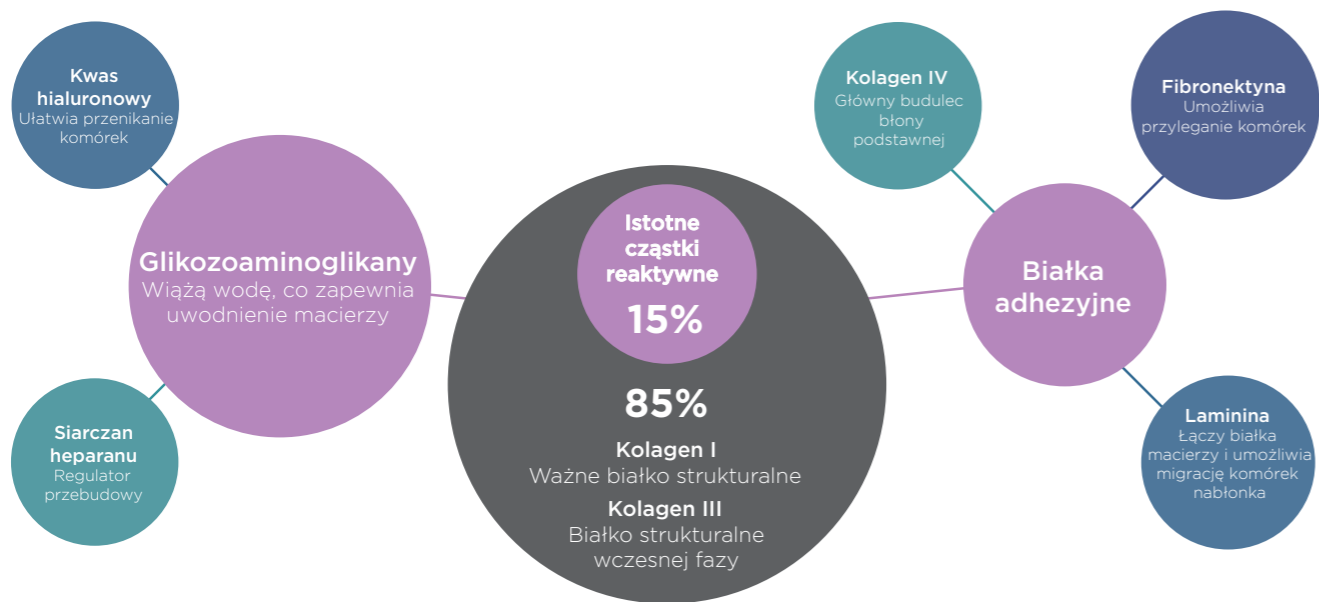 Kwas
hialuronowy
Ułatwia przenikanie
komórek
Glikozoaminoglikany
Wiążą wodę, co zapewnia
uwodnienie macierzy
Siarczan
heparanu
Regulator
przebudowy
Istotne
cząstki
reaktywne
15%
85%
Kolagen I
Ważne białko strukturalne
Kolagen III
Białko strukturalne
wczesnej fazy
Kolagen IV
Główny budulec
błony
podstawnej
Fibronektyna
Umożliwia
przyleganie komórek
Białka
adhezyjne
Laminina
Łączy białka
macierzy i umożliwia
migrację komórek
nabłonka